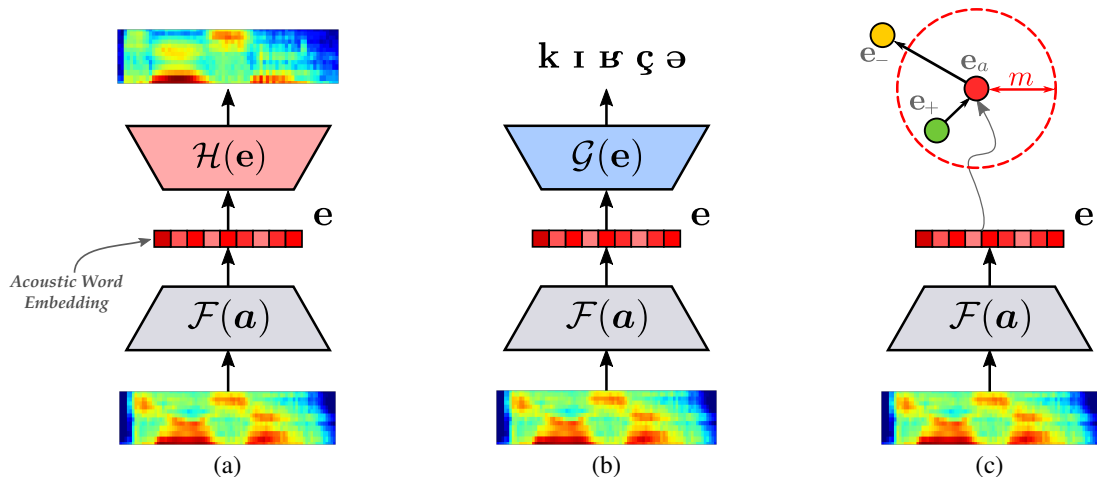 k ɪ ʁ ç ə
e₋
eₐ
m
e₊
H(e)
G(e)
e
e
e
Acoustic Word
Embedding
F(a)
F(a)
F(a)
(a)
(b)
(c)